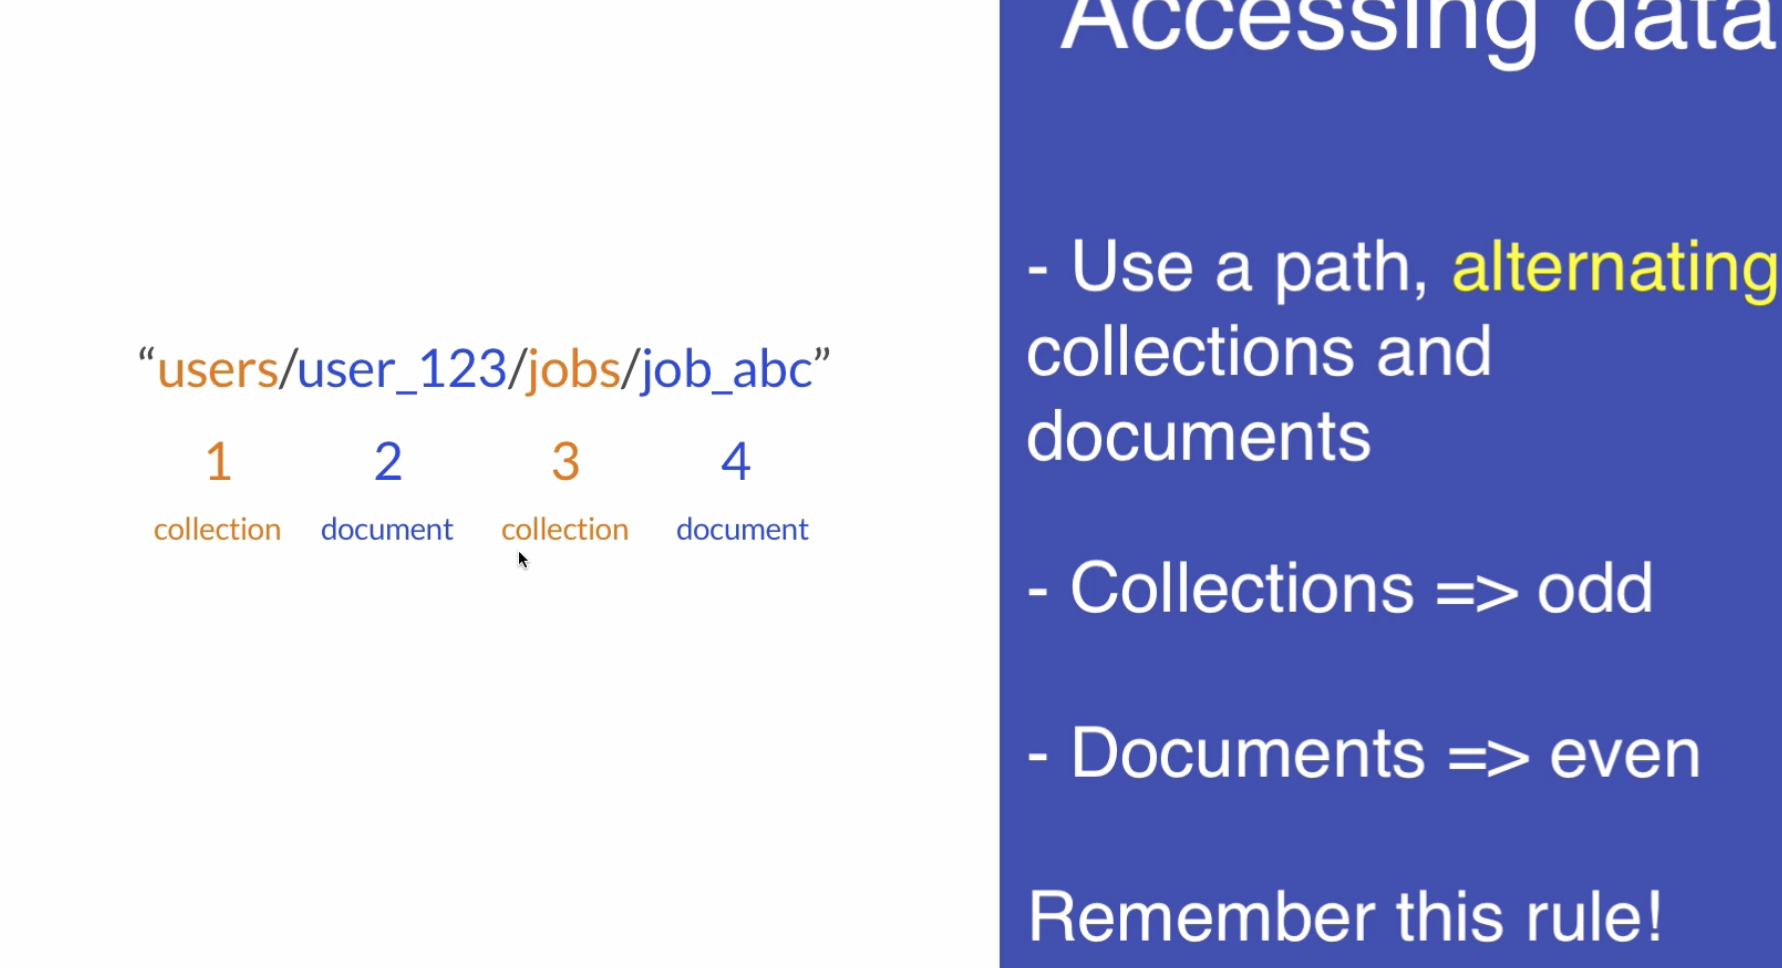 Accessing data
“users/user_123/jobs/job_abc”
1 2 3 4
collection document collection document
- Use a path, alternating
collections and
documents
- Collections => odd
- Documents => even
Remember this rule!